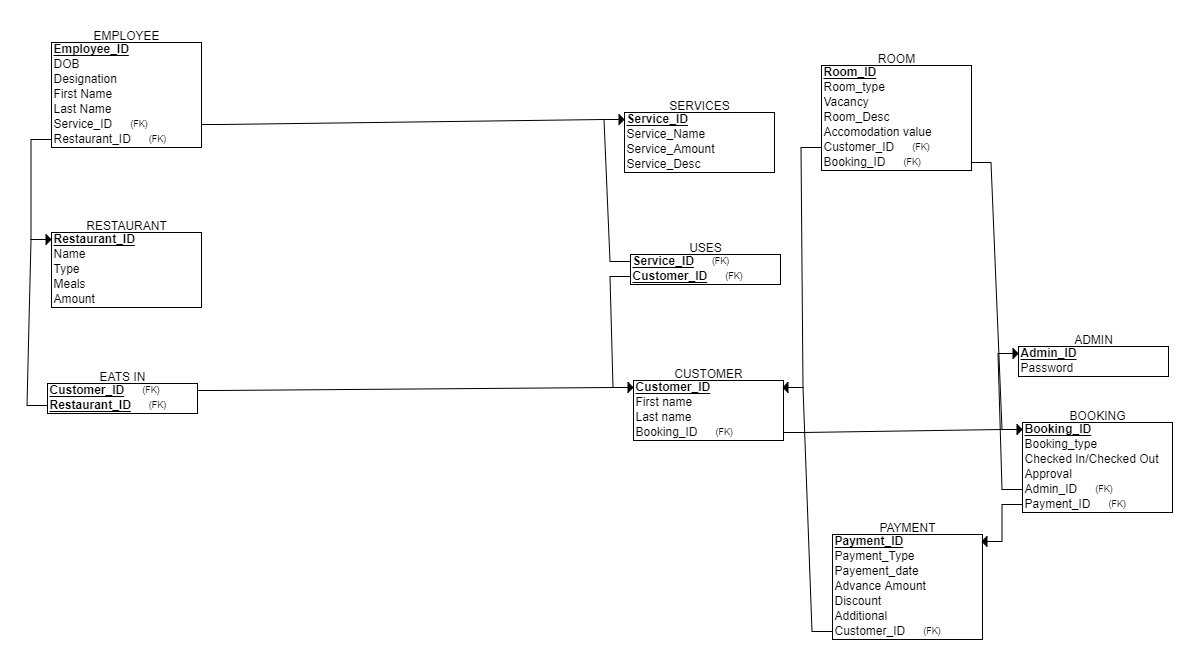 EMPLOYEE
Employee_ID
DOB
Designation
First Name
Last Name
Service_ID (FK)
Restaurant_ID (FK)
RESTAURANT
Restaurant_ID
Name
Type
Meals
Amount
EATS IN
Customer_ID (FK)
Restaurant_ID (FK)
SERVICES
Service_ID
Service_Name
Service_Amount
Service_Desc
USES
Service_ID (FK)
Customer_ID (FK)
CUSTOMER
Customer_ID
First name
Last name
Booking_ID (FK)
ROOM
Room_ID
Room_type
Vacancy
Room_Desc
Accomodation value
Customer_ID (FK)
Booking_ID (FK)
ADMIN
Admin_ID
Password
BOOKING
Booking_ID
Booking_type
Checked In/Checked Out
Approval
Admin_ID (FK)
Payment_ID (FK)
PAYMENT
Payment_ID
Payment_Type
Payement_date
Advance Amount
Discount
Additional
Customer_ID (FK)